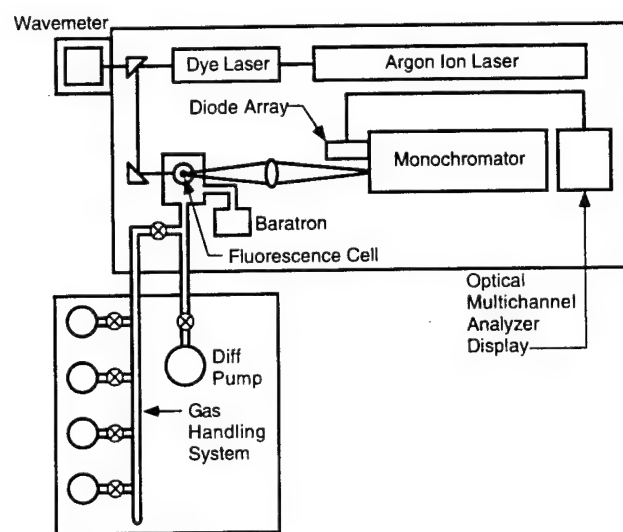 Wavemeter
Dye Laser
Argon Ion Laser
Diode Array
Monochromator
Baratron
Fluorescence Cell
Optical
Multichannel
Analyzer
Display
Diff
Pump
Gas
Handling
System